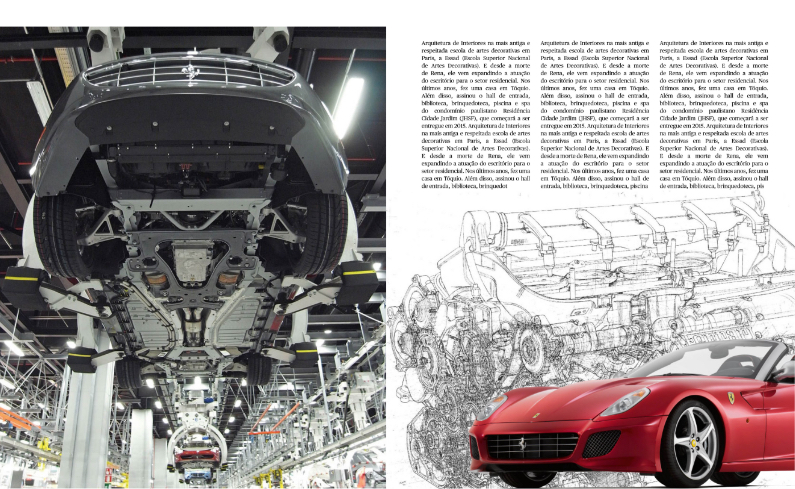 Arquitetura de Interiores na mais antiga e
respeitada escola de artes decorativas em
Paris, a Essad (Escola Superior Nacional
de Artes Decorativas). E desde a morte
de Rena, ele vem expandindo a atuação
do escritório para o setor residencial. Nos
últimos anos, fez uma casa em Tóquio.
Além disso, assinou o hall de entrada,
biblioteca, brinquedoteca, piscina e spa
do condomínio paulistano Residência
Cidade Jardim (JHSF), que começará a ser
entregue em 2015. Arquitetura de Interiores
na mais antiga e respeitada escola de artes
decorativas em Paris, a Essad (Escola
Superior Nacional de Artes Decorativas).
E desde a morte de Rena, ele vem
expandindo a atuação do escritório para o
setor residencial. Nos últimos anos, fez uma
casa em Tóquio. Além disso, assinou o hall
de entrada, biblioteca, brinquedot
Arquitetura de Interiores na mais antiga e
respeitada escola de artes decorativas em
Paris, a Essad (Escola Superior Nacional
de Artes Decorativas). E desde a morte
de Rena, ele vem expandindo a atuação
do escritório para o setor residencial. Nos
últimos anos, fez uma casa em Tóquio.
Além disso, assinou o hall de entrada,
biblioteca, brinquedoteca, piscina e spa
do condomínio paulistano Residência
Cidade Jardim (JHSF), que começará a ser
entregue em 2015. Arquitetura de Interiores
na mais antiga e respeitada escola de artes
decorativas em Paris, a Essad (Escola
Superior Nacional de Artes Decorativas). E
desde a morte de Rena, ele vem expandindo
a atuação do escritório para o setor
residencial. Nos últimos anos, fez uma casa
em Tóquio. Além disso, assinou o hall de
entrada, biblioteca, brinquedoteca, piscina
Arquitetura de Interiores na mais antiga e
respeitada escola de artes decorativas em
Paris, a Essad (Escola Superior Nacional
de Artes Decorativas). E desde a morte
de Rena, ele vem expandindo a atuação
do escritório para o setor residencial. Nos
últimos anos, fez uma casa em Tóquio.
Além disso, assinou o hall de entrada,
biblioteca, brinquedoteca, piscina e spa
do condomínio paulistano Residência
Cidade Jardim (JHSF), que começará a ser
entregue em 2015. Arquitetura de Interiores
na mais antiga e respeitada escola de artes
decorativas em Paris, a Essad (Escola
Superior Nacional de Artes Decorativas).
E desde a morte de Rena, ele vem
expandindo a atuação do escritório para o
setor residencial. Nos últimos anos, fez uma
casa em Tóquio. Além disso, assinou o hall
de entrada, biblioteca, brinquedoteca, pis